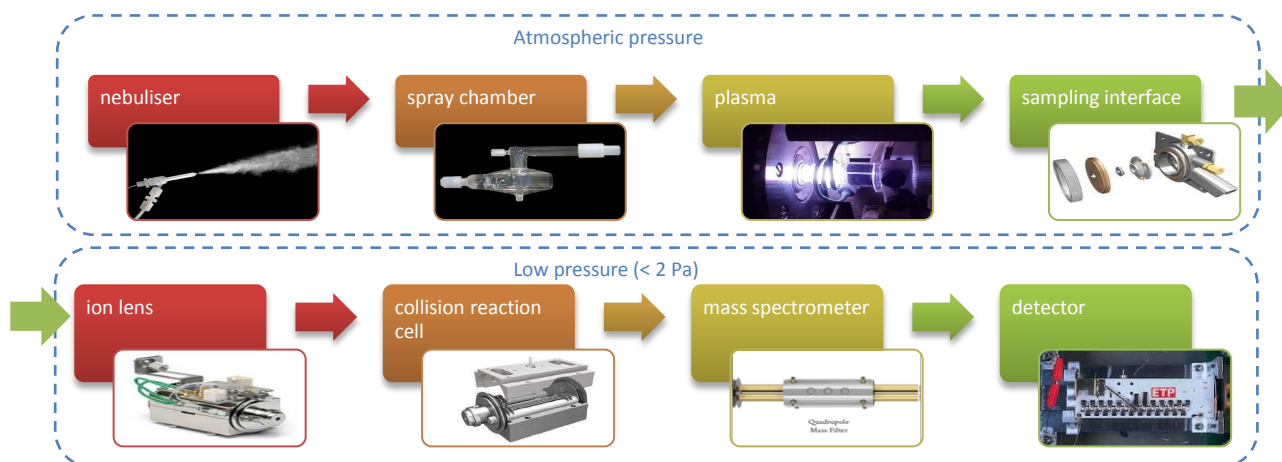 Atmospheric pressure
nebuliser
spray chamber
plasma
sampling interface
Low pressure (< 2 Pa)
ion lens
collision reaction
cell
mass spectrometer
detector
Quadrupole
Mass Filter
ETP